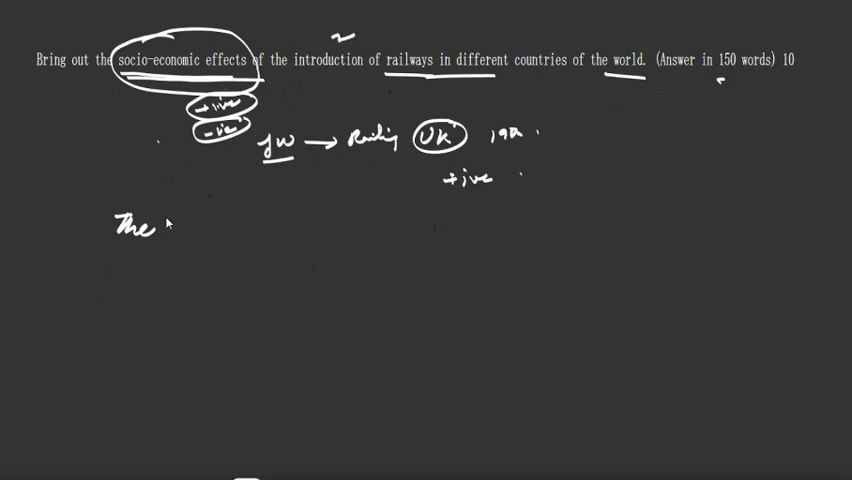 Bring out the socio-economic effects of the introduction of railways in different countries of the world. (Answer in 150 words) 10
+ive
-ive
→ UK
+ive
The